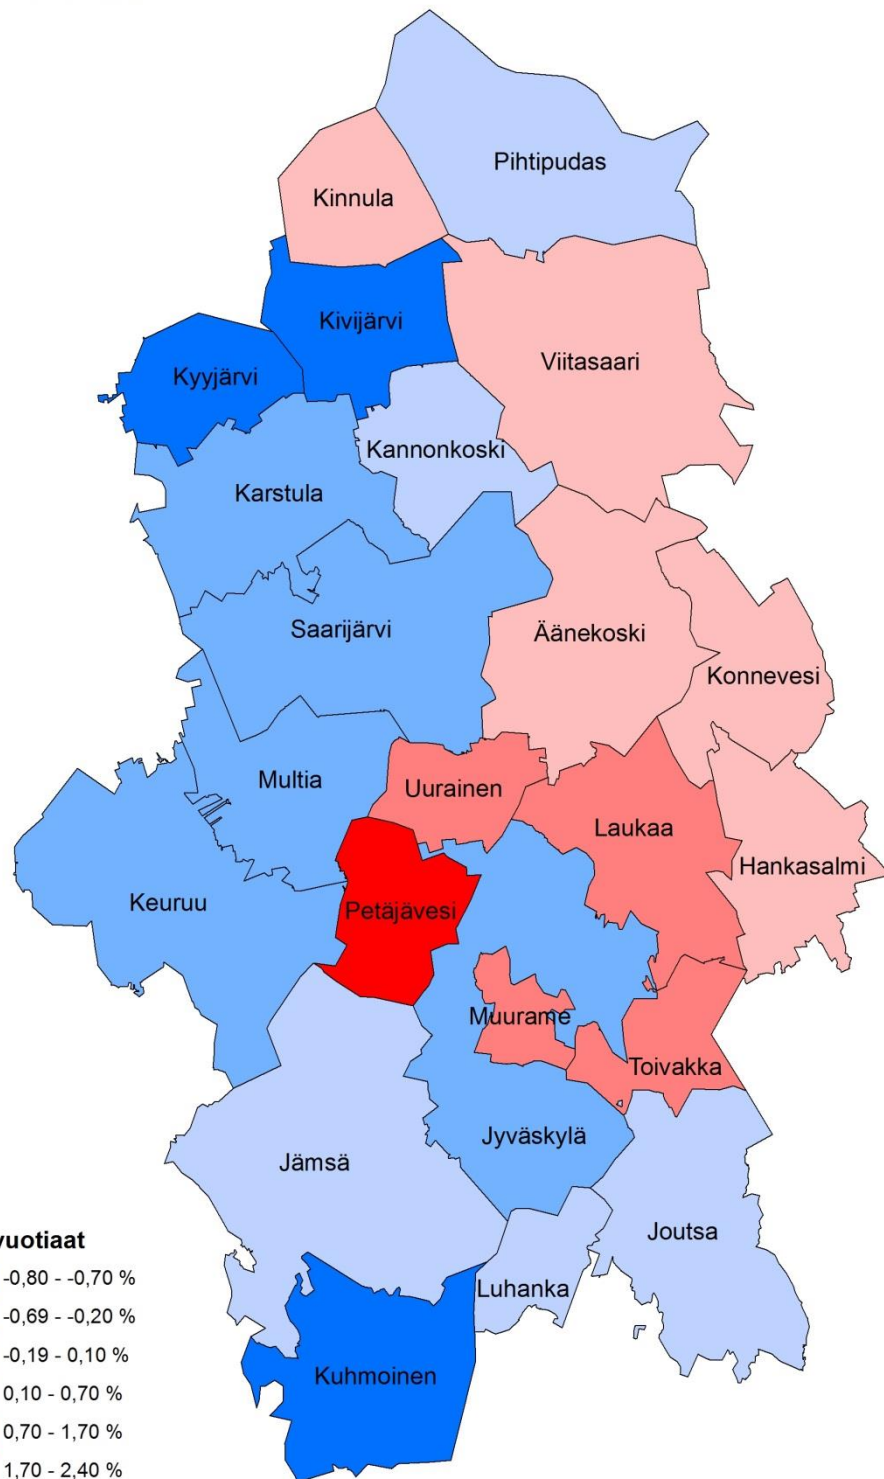 Pihtipudas
Kinnula
Kivijärvi
Viitasaari
Kyyjärvi
Kannonkoski
Karstula
Saarijärvi
Äänekoski
Konnevesi
Multia
Uurainen
Laukaa
Hankasalmi
Keuruu
Petäjävesi
Muurame
Toivakka
Jyväskylä
Jämsä
Joutsa
Luhanka
Kuhmoinen
vuotiaat
-0,80 - -0,70 %
-0,69 - -0,20 %
-0,19 - 0,10 %
0,10 - 0,70 %
0,70 - 1,70 %
1,70 - 2,40 %